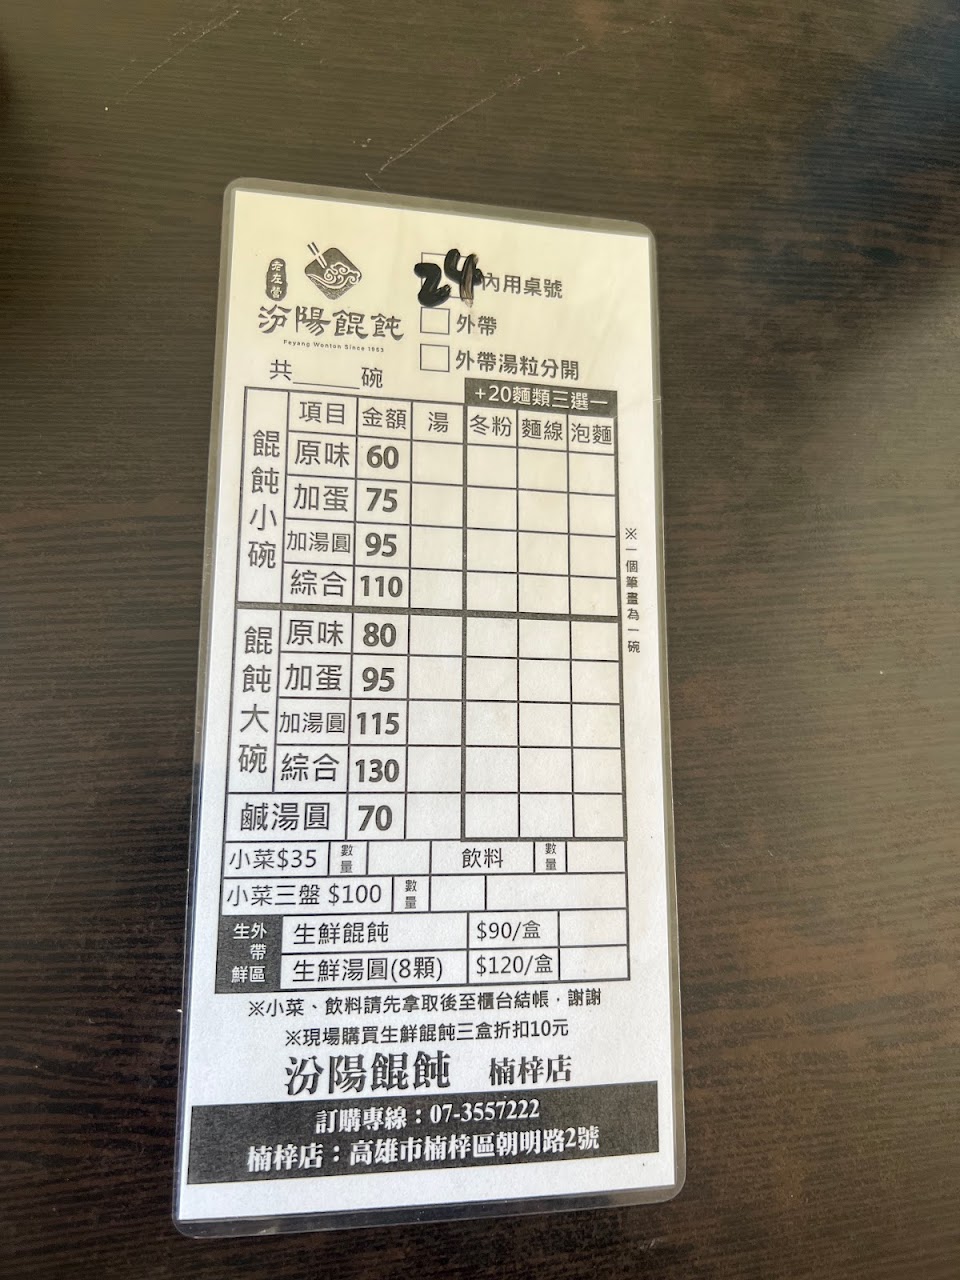 老左營
汾陽餛飩
Feyang Wonton Since 1983
24 內用桌號
外帶
外帶湯粒分開
共_____碗
+20麵類三選一
項目 金額 湯 冬粉 麵線 泡麵
餛飩小碗
原味 60
加蛋 75
加湯圓 95
綜合 110
餛飩大碗
原味 80
加蛋 95
加湯圓 115
綜合 130
鹹湯圓 70
※一個筆畫為一碗
小菜$35 數量 飲料 數量
小菜三盤 $100 數量
外帶生鮮區
生鮮餛飩 $90/盒
生鮮湯圓(8顆) $120/盒
※小菜、飲料請先拿取後至櫃台結帳，謝謝
※現場購買生鮮餛飩三盒折扣10元
汾陽餛飩 楠梓店
訂購專線：07-3557222
楠梓店：高雄市楠梓區朝明路2號